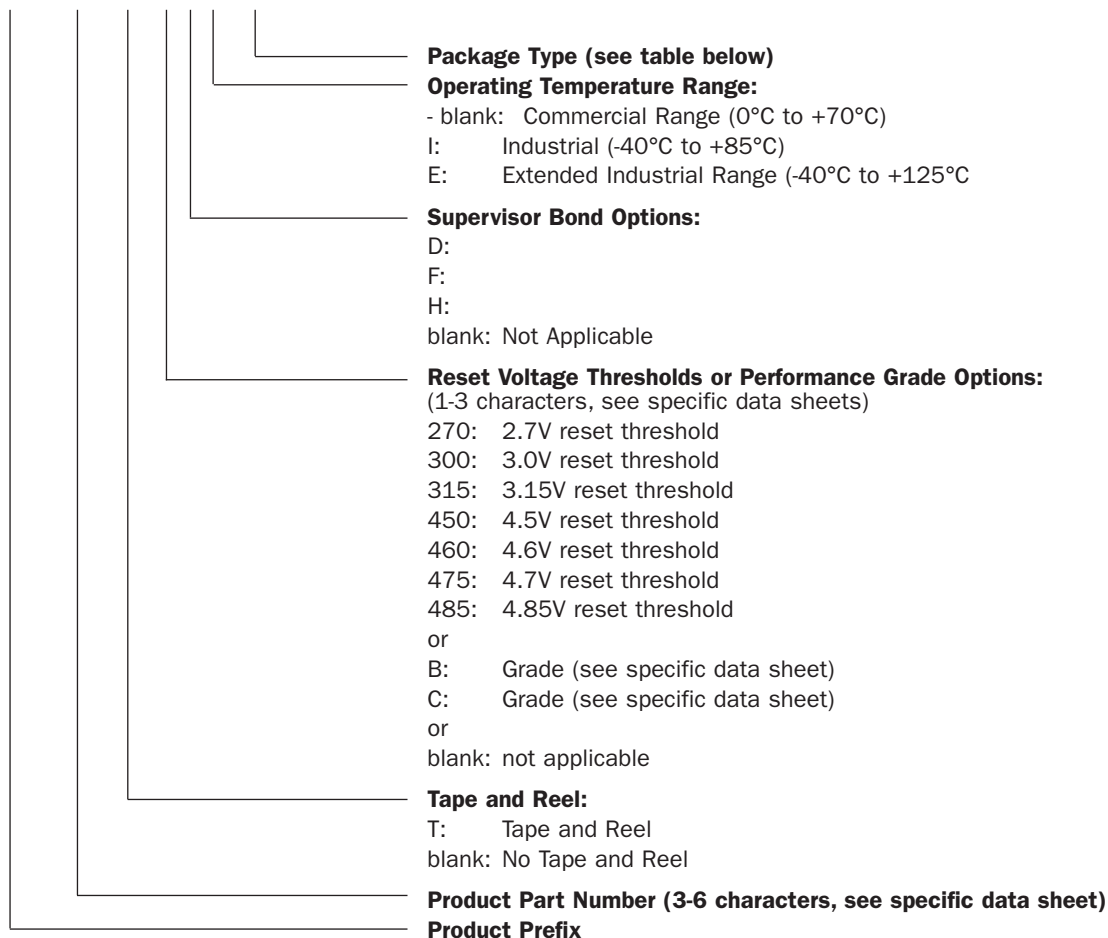 Package Type (see table below)
Operating Temperature Range:
- blank: Commercial Range (0°C to +70°C)
I: Industrial (-40°C to +85°C)
E: Extended Industrial Range (-40°C to +125°C
Supervisor Bond Options:
D:
F:
H:
blank: Not Applicable
Reset Voltage Thresholds or Performance Grade Options:
(1-3 characters, see specific data sheets)
270: 2.7V reset threshold
300: 3.0V reset threshold
315: 3.15V reset threshold
450: 4.5V reset threshold
460: 4.6V reset threshold
475: 4.7V reset threshold
485: 4.85V reset threshold
or
B: Grade (see specific data sheet)
C: Grade (see specific data sheet)
or
blank: not applicable
Tape and Reel:
T: Tape and Reel
blank: No Tape and Reel
Product Part Number (3-6 characters, see specific data sheet)
Product Prefix